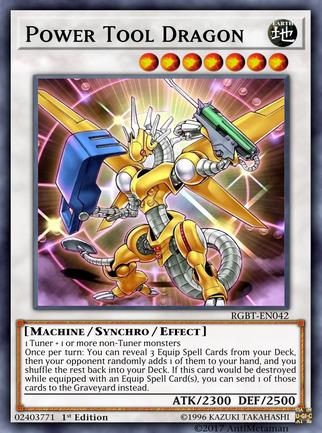 POWER TOOL DRAGON
EARTH
地
RGBT-EN042
[MACHINE / SYNCHRO / EFFECT]
1 Tuner + 1 or more non-Tuner monsters
Once per turn: You can reveal 3 Equip Spell Cards from your Deck,
then your opponent randomly adds 1 of them to your hand, and you
shuffle the rest back into your Deck. If this card would be destroyed
while equipped with an Equip Spell Card(s), you can send 1 of those
cards to the Graveyard instead.
ATK/2300 DEF/2500
02403771 1st Edition ©1996 KAZUKI TAKAHASHI
©2017 AntiMetaman